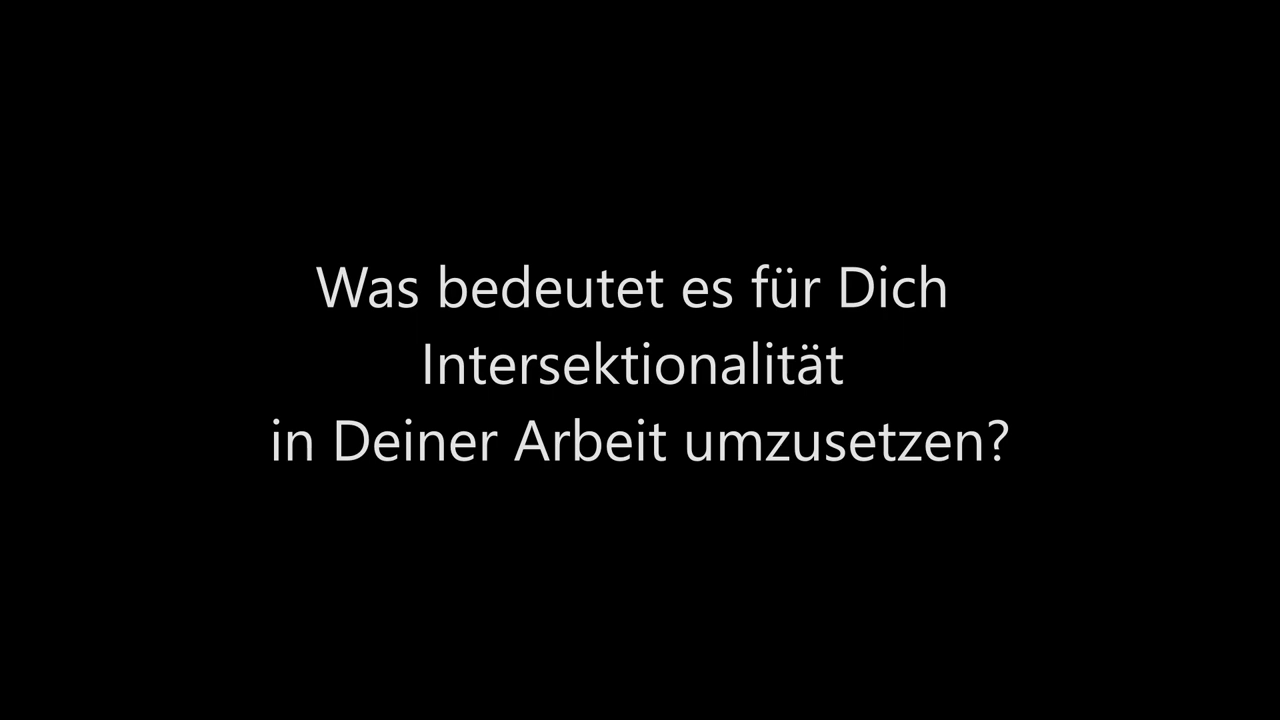 Was bedeutet es für Dich
Intersektionalität
in Deiner Arbeit umzusetzen?